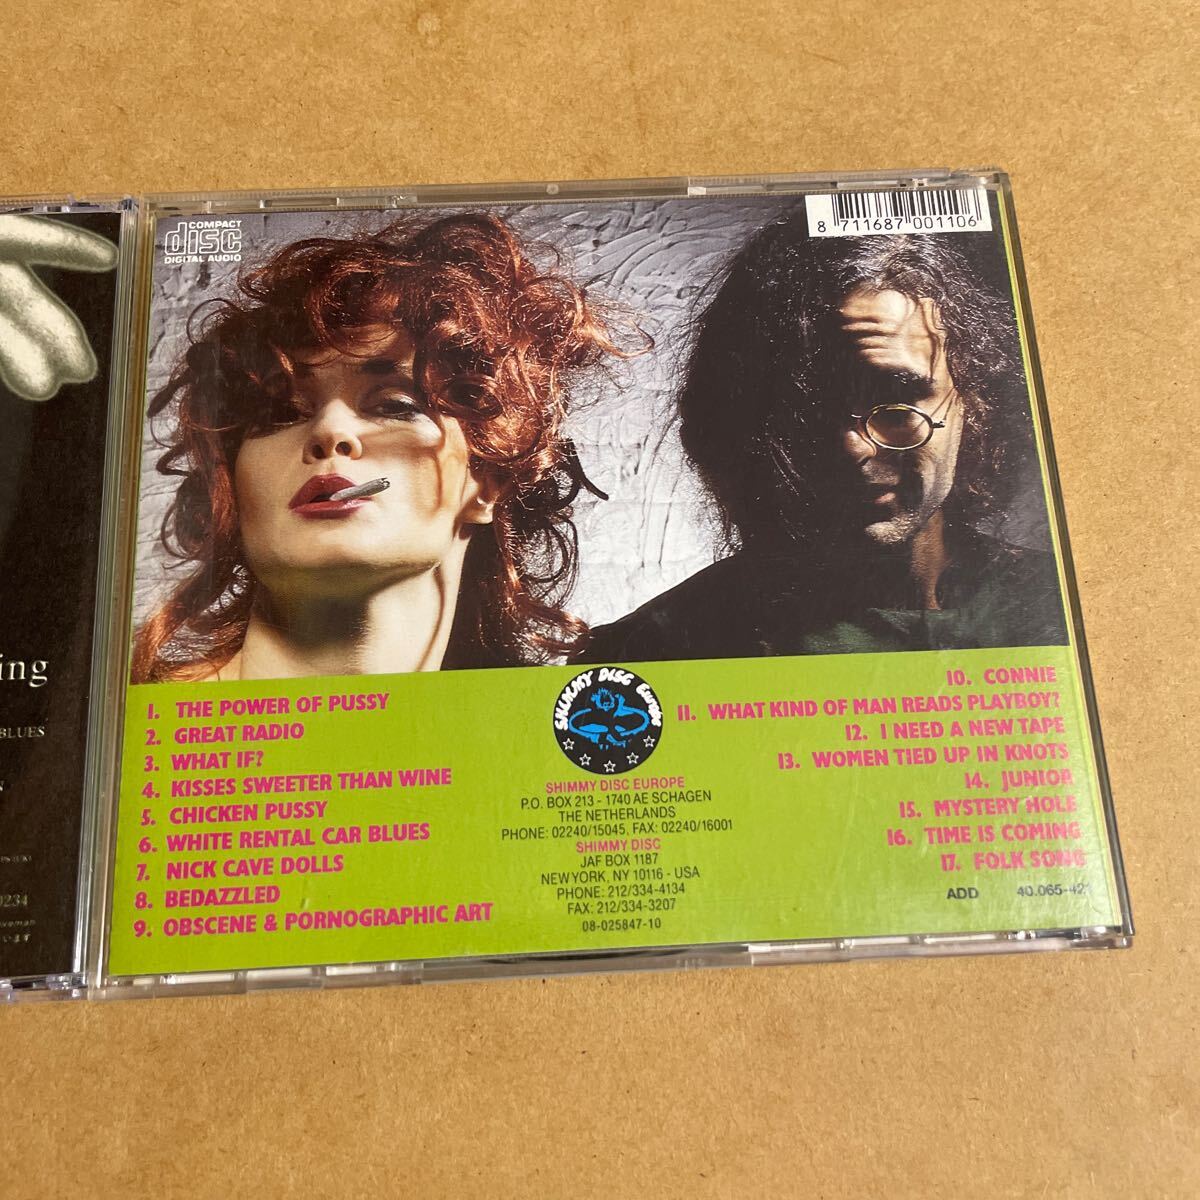 COMPACT
disc
DIGITAL AUDIO
8 711687 001106
1. THE POWER OF PUSSY
2. GREAT RADIO
3. WHAT IF?
4. KISSES SWEETER THAN WINE
5. CHICKEN PUSSY
6. WHITE RENTAL CAR BLUES
7. NICK CAVE DOLLS
8. BEDAZZLED
9. OBSCENE & PORNOGRAPHIC ART
SHIMMY DISC Europe
SHIMMY DISC EUROPE
P.O. BOX 213 - 1740 AE SCHAGEN
THE NETHERLANDS
PHONE: 02240/15045, FAX: 02240/16001
SHIMMY DISC
JAF BOX 1187
NEW YORK, NY 10116 - USA
PHONE: 212/334-4134
FAX: 212/334-3207
08-025847-10
10. CONNIE
11. WHAT KIND OF MAN READS PLAYBOY?
12. I NEED A NEW TAPE
13. WOMEN TIED UP IN KNOTS
14. JUNIOR
15. MYSTERY HOLE
16. TIME IS COMING
17. FOLK SONG
ADD 40.065-421
ing
BLUES
N
0234